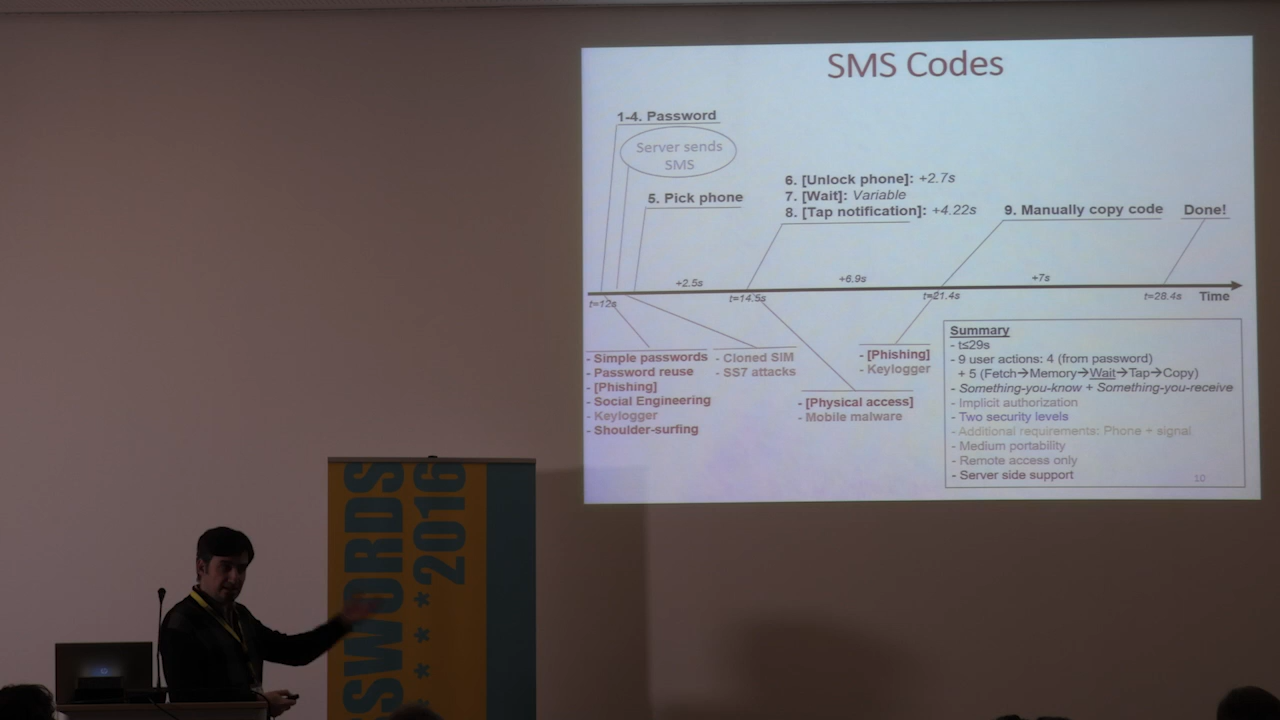 SMS Codes
1-4. Password
Server sends
SMS
5. Pick phone
6. [Unlock phone]: +2.7s
7. [Wait]: Variable
8. [Tap notification]: +4.22s
9. Manually copy code
Done!
+2.5s
+6.9s
+7s
t=12s
t=14.5s
t=21.4s
t=28.4s
Time
- Simple passwords
- Password reuse
- [Phishing]
- Social Engineering
- Keylogger
- Shoulder-surfing
- Cloned SIM
- SS7 attacks
- [Physical access]
- Mobile malware
- [Phishing]
- Keylogger
Summary
- t≤29s
- 9 user actions: 4 (from password)
+ 5 (Fetch→Memory→Wait→Tap→Copy)
- Something-you-know + Something-you-receive
- Implicit authorization
- Two security levels
- Additional requirements: Phone + signal
- Medium portability
- Remote access only
- Server side support
10
SWORDS
****2016